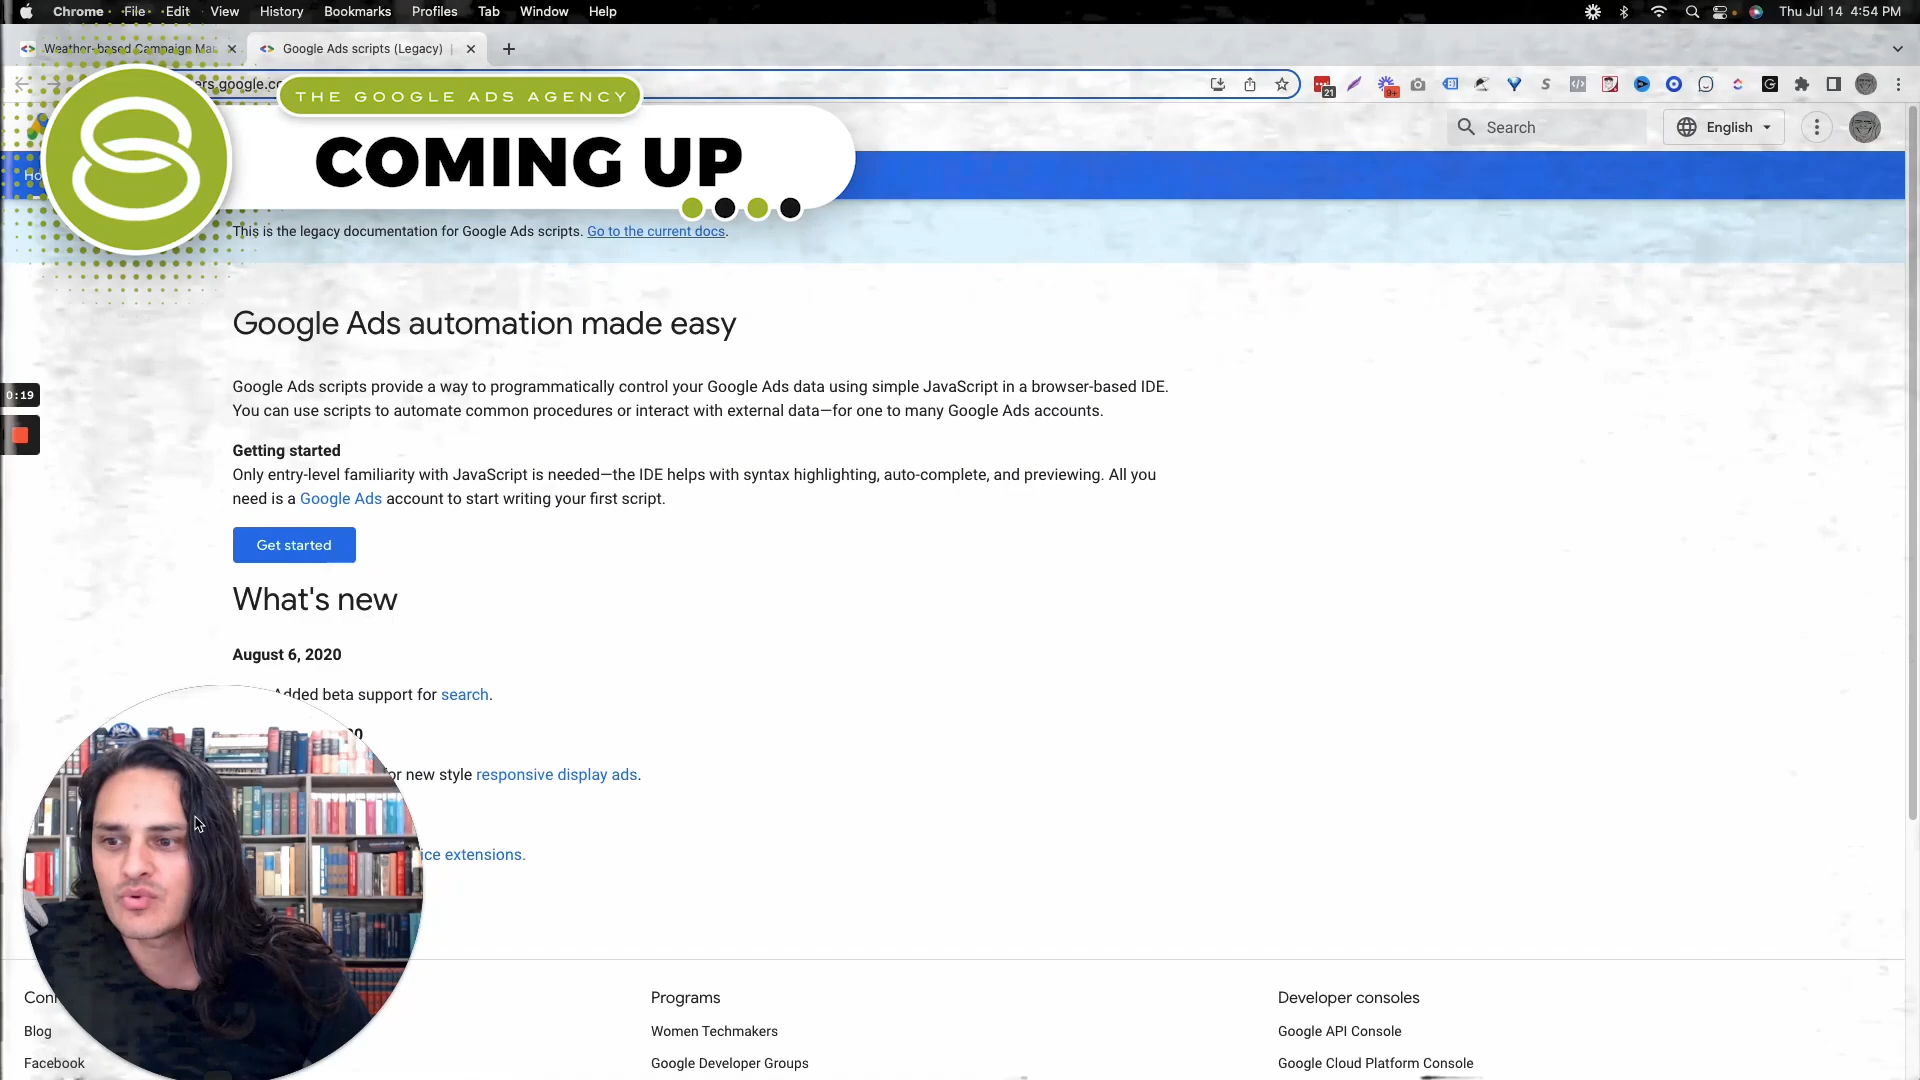 Chrome File Edit View History Bookmarks Profiles Tab Window Help
Thu Jul 14 4:54 PM
Weather-based Campaign Ma
Google Ads scripts (Legacy) |
ers.google.co
21
9+
THE GOOGLE ADS AGENCY
COMING UP
Search
English
Ho
This is the legacy documentation for Google Ads scripts. Go to the current docs.
Google Ads automation made easy
Google Ads scripts provide a way to programmatically control your Google Ads data using simple JavaScript in a browser-based IDE.
You can use scripts to automate common procedures or interact with external data—for one to many Google Ads accounts.
0:19
Getting started
Only entry-level familiarity with JavaScript is needed—the IDE helps with syntax highlighting, auto-complete, and previewing. All you
need is a Google Ads account to start writing your first script.
Get started
What's new
August 6, 2020
Added beta support for search.
for new style responsive display ads.
ice extensions.
Programs
Developer consoles
Blog
Women Techmakers
Google API Console
Facebook
Google Developer Groups
Google Cloud Platform Console